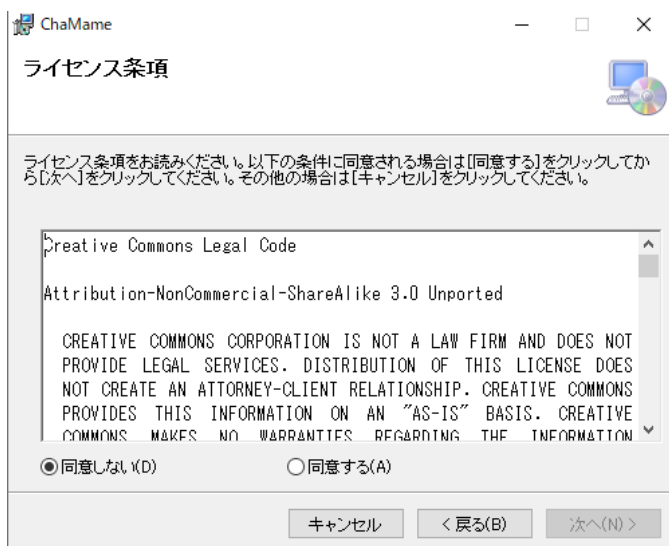 ChaMame
ライセンス条項
ライセンス条項をお読みください。以下の条件に同意される場合は[同意する]をクリックしてか
ら[次へ]をクリックしてください。その他の場合は[キャンセル]をクリックしてください。
Creative Commons Legal Code
Attribution-NonCommercial-ShareAlike 3.0 Unported
CREATIVE COMMONS CORPORATION IS NOT A LAW FIRM AND DOES NOT
PROVIDE LEGAL SERVICES. DISTRIBUTION OF THIS LICENSE DOES
NOT CREATE AN ATTORNEY-CLIENT RELATIONSHIP. CREATIVE COMMONS
PROVIDES THIS INFORMATION ON AN "AS-IS" BASIS. CREATIVE
COMMONS MAKES NO WARRANTIES REGARDING THE INFORMATION
同意しない(D) 同意する(A)
キャンセル < 戻る(B) 次へ(N) >